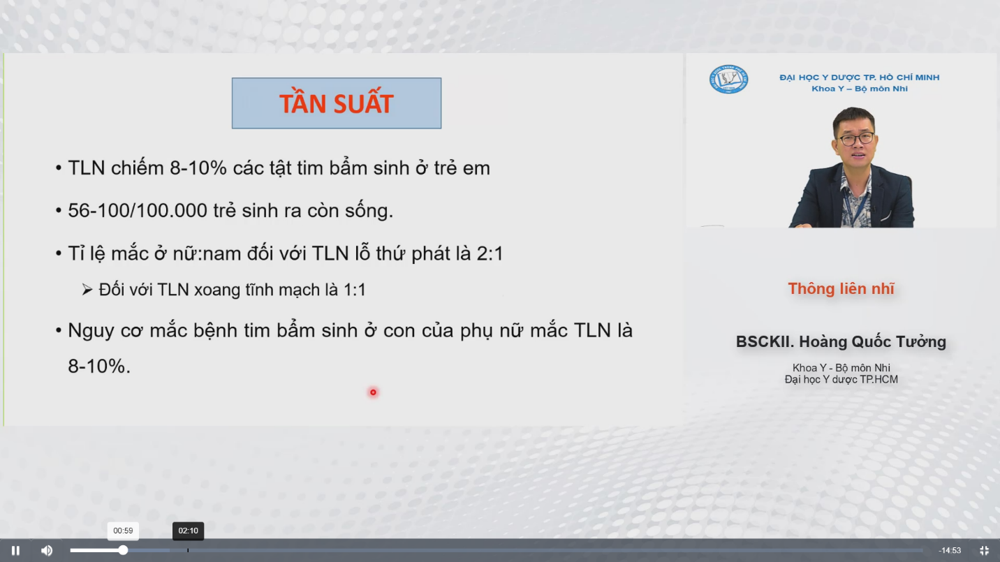 TẦN SUẤT
• TLN chiếm 8-10% các tật tim bẩm sinh ở trẻ em
• 56-100/100.000 trẻ sinh ra còn sống.
• Tỉ lệ mắc ở nữ:nam đối với TLN lỗ thứ phát là 2:1
➢ Đối với TLN xoang tĩnh mạch là 1:1
• Nguy cơ mắc bệnh tim bẩm sinh ở con của phụ nữ mắc TLN là
8-10%.
ĐẠI HỌC Y DƯỢC TP. HỒ CHÍ MINH
Khoa Y – Bộ môn Nhi
Thông liên nhĩ
BSCKII. Hoàng Quốc Tưởng
Khoa Y - Bộ môn Nhi
Đại học Y dược TP.HCM
00:59
02:10
-14:53